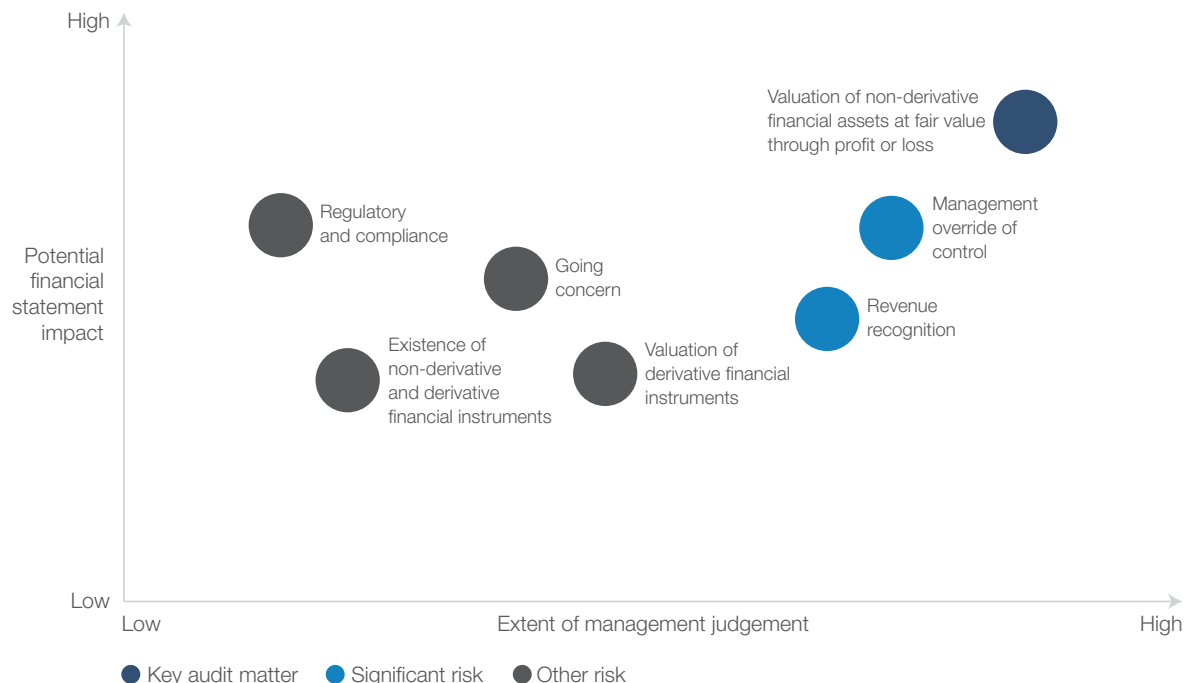 High
Valuation of non-derivative
financial assets at fair value
through profit or loss
Regulatory
and compliance
Management
override of
control
Potential
financial
statement
impact
Going
concern
Revenue
recognition
Existence of
non-derivative
and derivative
financial instruments
Valuation of
derivative financial
instruments
Low
Low
Extent of management judgement
High
Key audit matter
Significant risk
Other risk